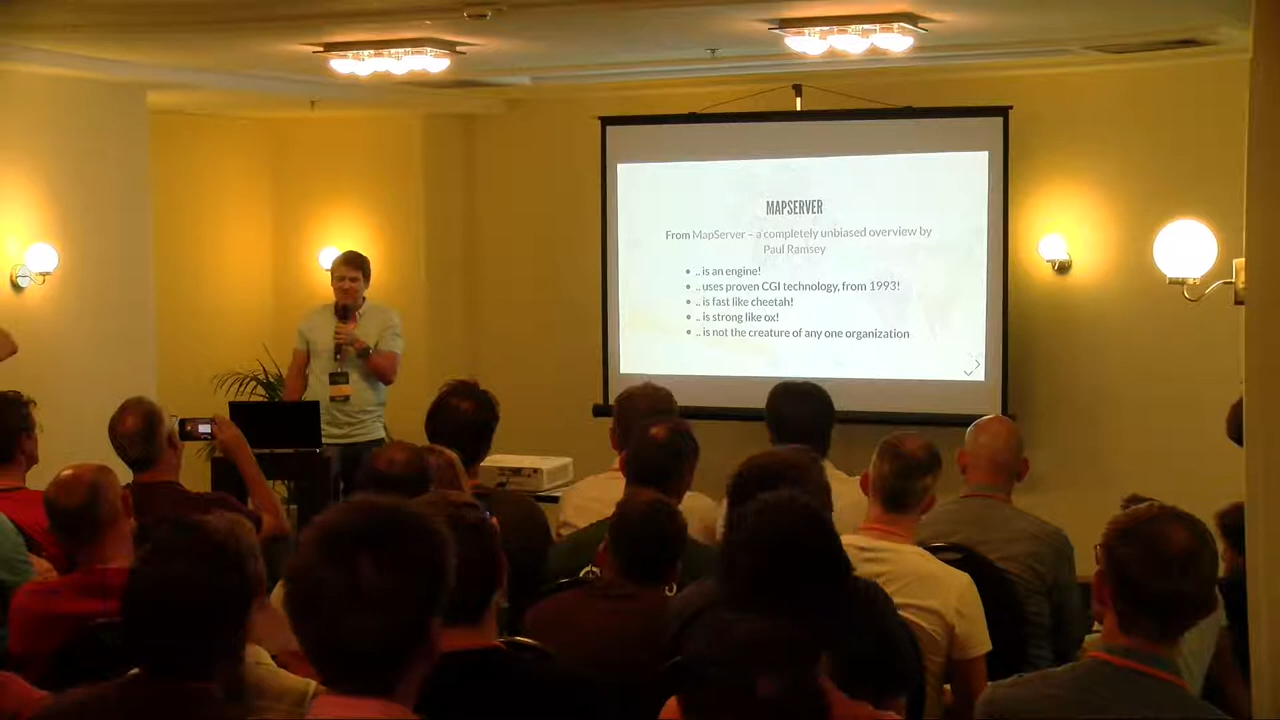 MAPSERVER
From MapServer – a completely unbiased overview by
Paul Ramsey
.. is an engine!
.. uses proven CGI technology, from 1993!
.. is fast like cheetah!
.. is strong like ox!
.. is not the creature of any one organization